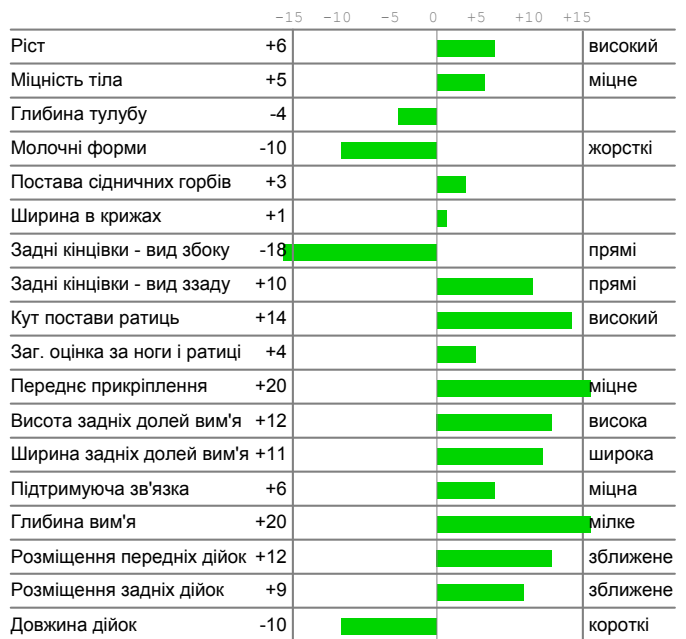 -15 -10 -5 0 +5 +10 +15
Ріст +6 високий
Міцність тіла +5 міцне
Глибина тулубу -4
Молочні форми -10 жорсткі
Постава сідничних горбів +3
Ширина в крижах +1
Задні кінцівки - вид збоку -18 прямі
Задні кінцівки - вид ззаду +10 прямі
Кут постави ратиць +14 високий
Заг. оцінка за ноги і ратиці +4
Переднє прикріплення +20 міцне
Висота задніх долей вим'я +12 висока
Ширина задніх долей вим'я +11 широка
Підтримуюча зв'язка +6 міцна
Глибина вим'я +20 мілке
Розміщення передніх дійок +12 зближене
Розміщення задніх дійок +9 зближене
Довжина дійок -10 короткі